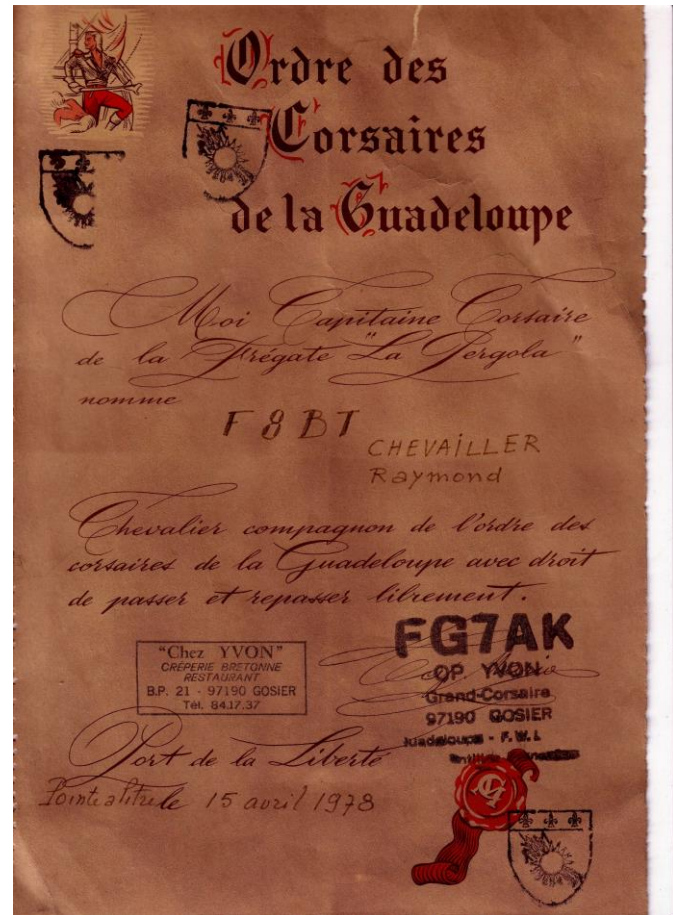 Ordre des
Corsaires
de la Guadeloupe
Moi Capitaine Corsaire
de la Frégate "La Pergola"
nomme
F8BT
CHEVAILLER
Raymond
Chevalier compagnon de l'ordre des
corsaires de la Guadeloupe avec droit
de passer et repasser librement.
"Chez YVON"
CRÉPERIE BRETONNE
RESTAURANT
B.P. 21 - 97190 GOSIER
Tél. 84.17.37
FG7AK
OP. YVON
Grand-Corsaire
97190 GOSIER
Guadeloupe - F.W.I.
Port de la Liberté
Pointe à Pitre le 15 avril 1978